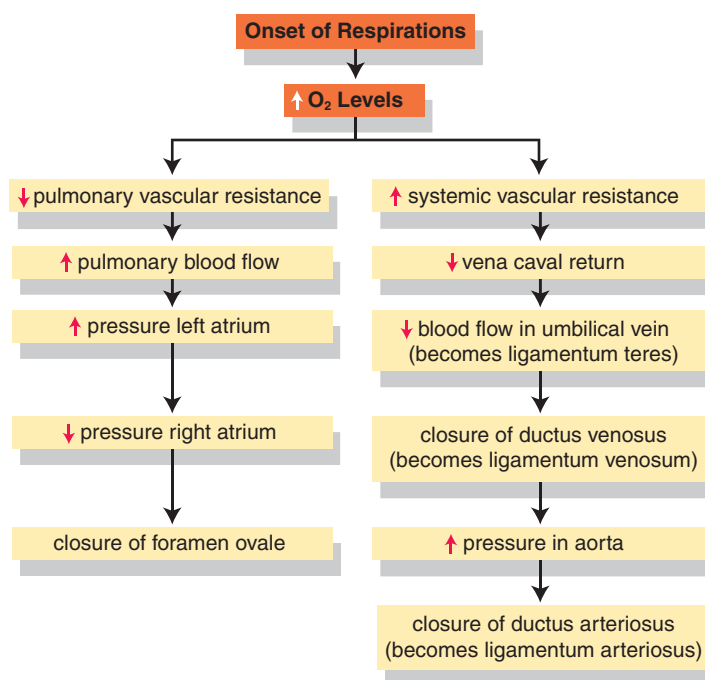 Onset of Respirations
↑ O₂ Levels
↓ pulmonary vascular resistance
↑ pulmonary blood flow
↑ pressure left atrium
↓ pressure right atrium
closure of foramen ovale
↑ systemic vascular resistance
↓ vena caval return
↓ blood flow in umbilical vein
(becomes ligamentum teres)
closure of ductus venosus
(becomes ligamentum venosum)
↑ pressure in aorta
closure of ductus arteriosus
(becomes ligamentum arteriosus)